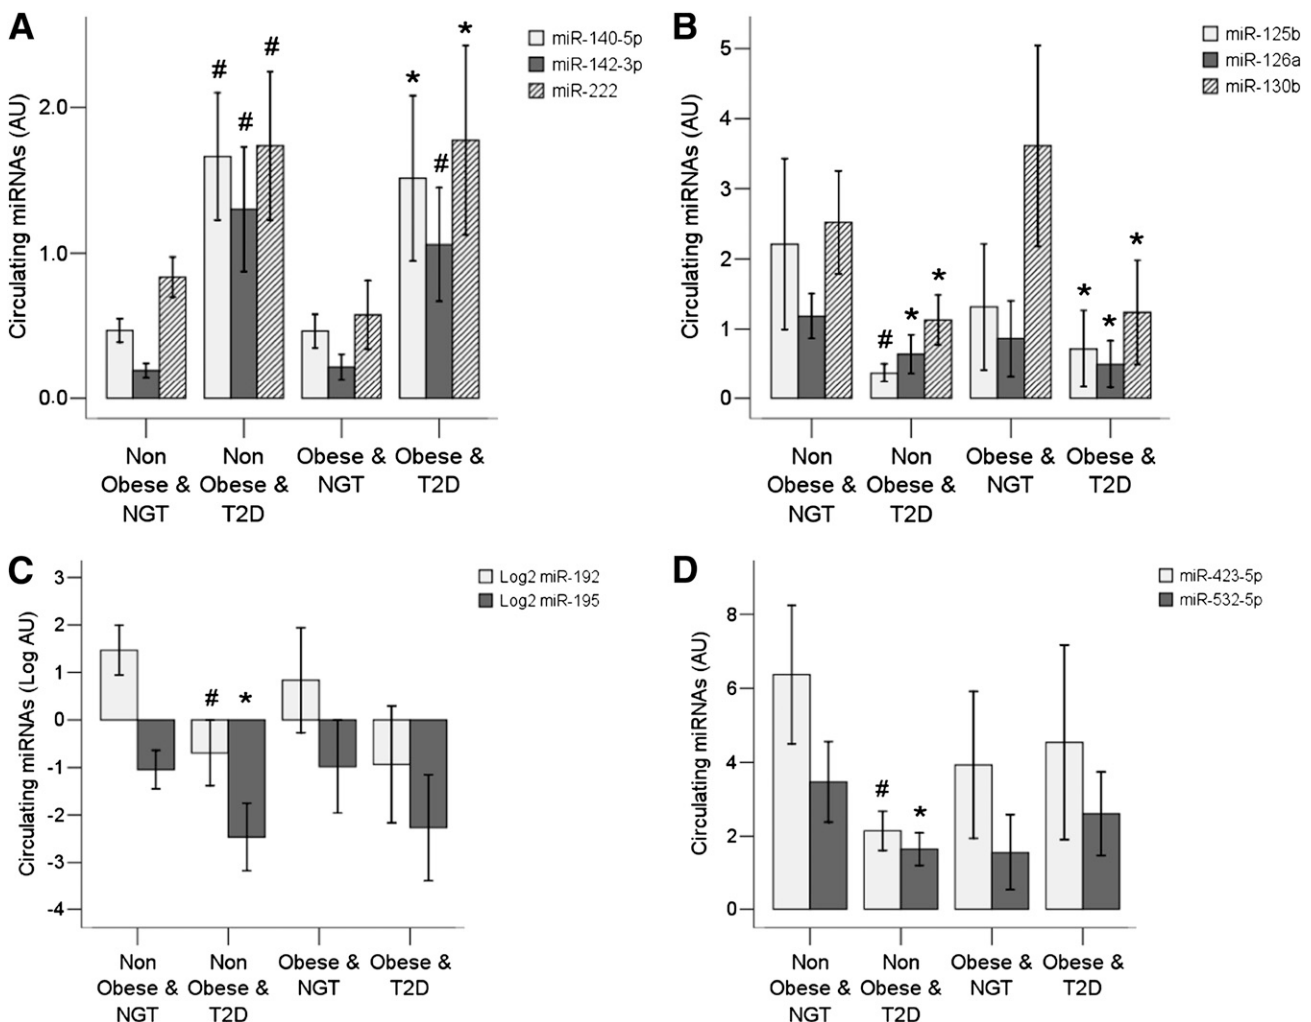 A
Circulating miRNAs (AU)
2.0
1.0
0.0
# # # * # *
miR-140-5p
miR-142-3p
miR-222
Non
Obese &
NGT
Non
Obese &
T2D
Obese &
NGT
Obese &
T2D
B
Circulating miRNAs (AU)
5
4
3
2
1
0
# * * * * *
miR-125b
miR-126a
miR-130b
Non
Obese &
NGT
Non
Obese &
T2D
Obese &
NGT
Obese &
T2D
C
Circulating miRNAs (Log AU)
3
2
1
0
-1
-2
-3
-4
# *
Log2 miR-192
Log2 miR-195
Non
Obese &
NGT
Non
Obese &
T2D
Obese &
NGT
Obese &
T2D
D
Circulating miRNAs (AU)
8
6
4
2
0
# *
miR-423-5p
miR-532-5p
Non
Obese &
NGT
Non
Obese &
T2D
Obese &
NGT
Obese &
T2D